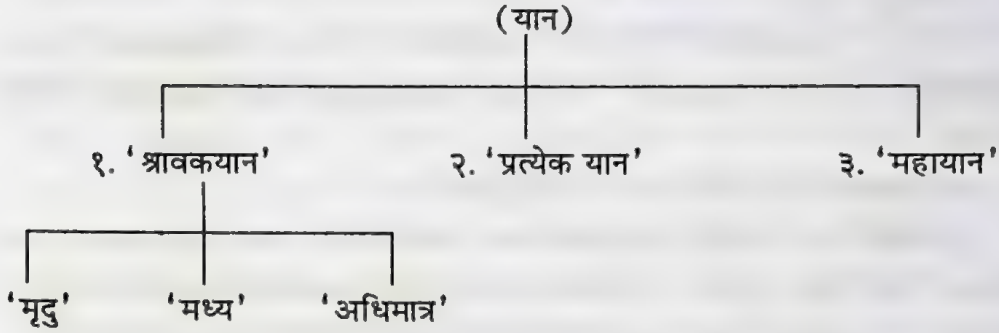 (यान)
१. 'श्रावकयान' २. 'प्रत्येक यान' ३. 'महायान'
'मृदु' 'मध्य' 'अधिमात्र'